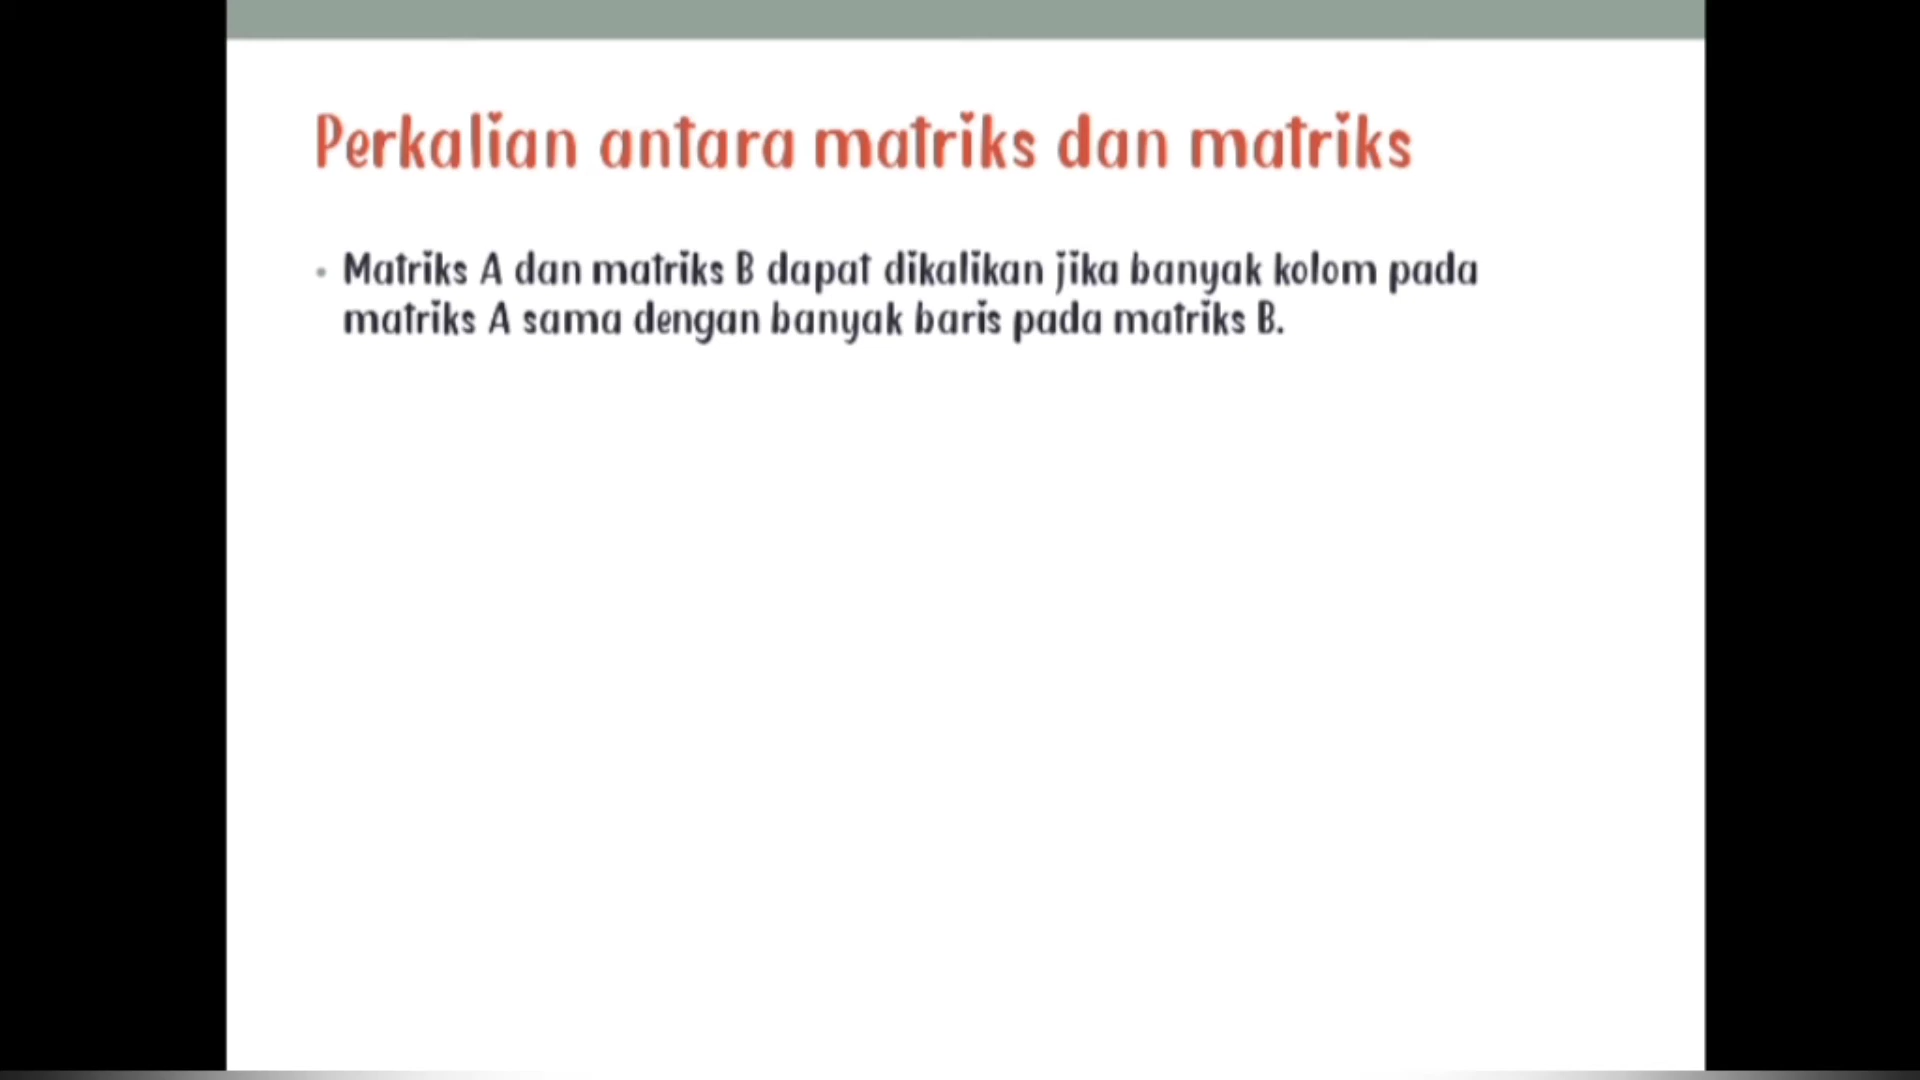 Perkalian antara matriks dan matriks
• Matriks A dan matriks B dapat dikalikan jika banyak kolom pada
matriks A sama dengan banyak baris pada matriks B.